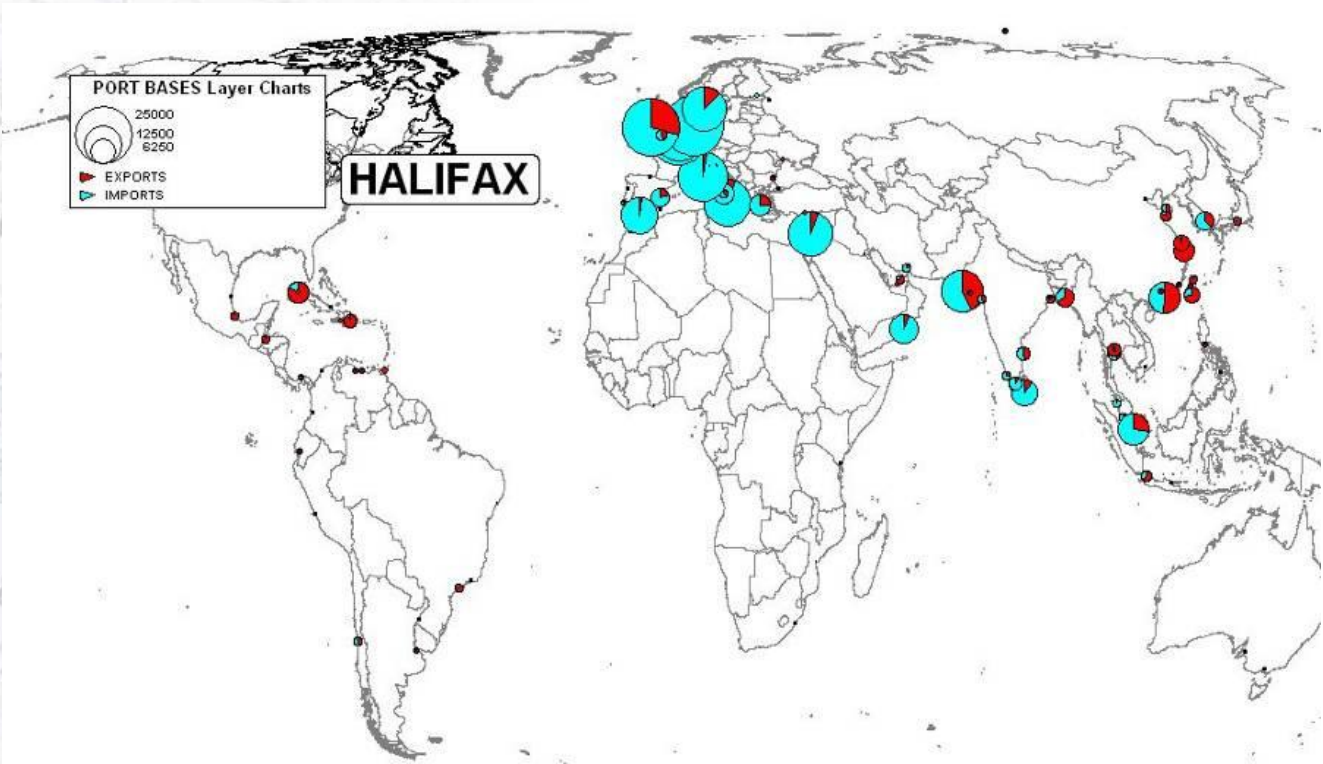 PORT BASES Layer Charts
25000
12500
6250
EXPORTS
IMPORTS
HALIFAX